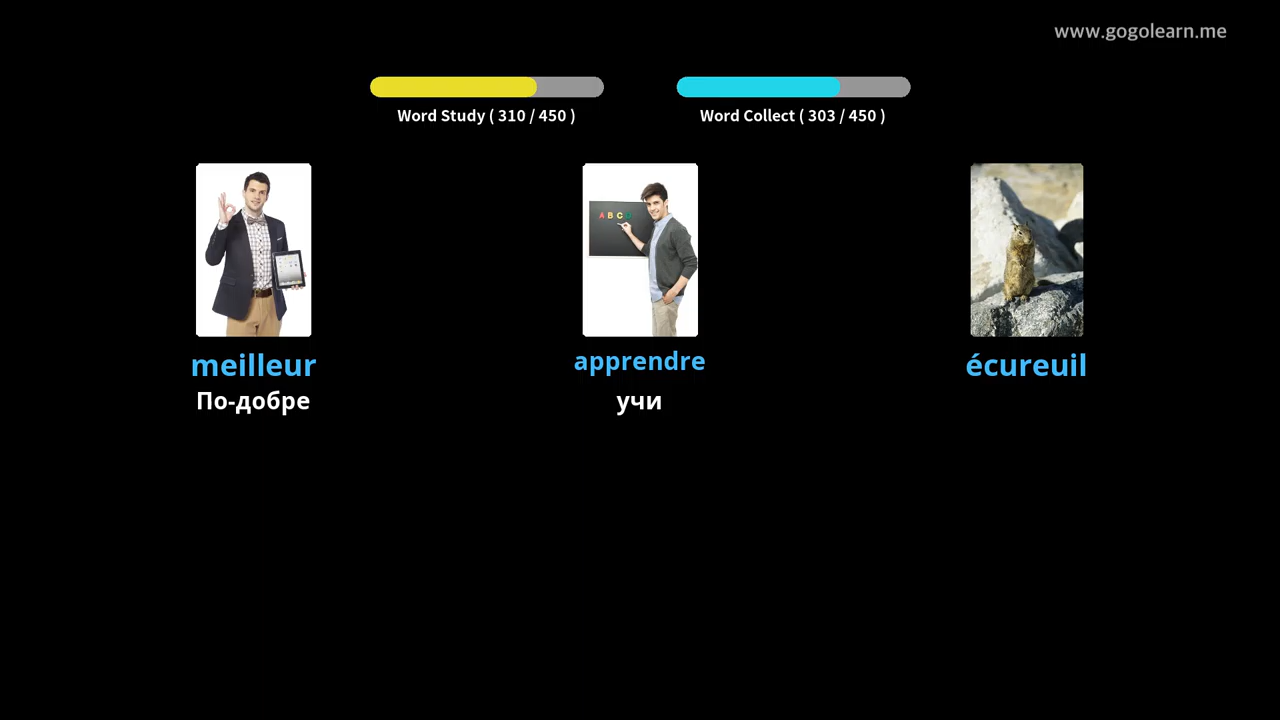 www.gogolearn.me
Word Study ( 310 / 450 )
Word Collect ( 303 / 450 )
A B C D
meilleur
По-добре
apprendre
учи
écureuil